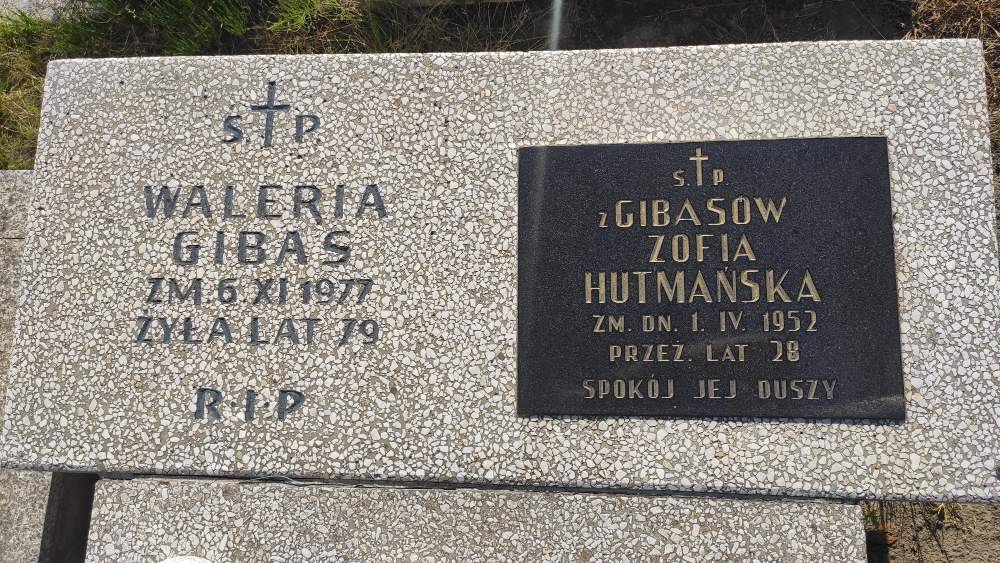 Ś. P.
WALERIA
GIBAS
ZM. 6. XI 1977
ŻYŁA LAT 79
R·I·P
Ś. P.
z GIBASÓW
ZOFIA
HUTMAŃSKA
ZM. DN. 1. IV. 1952
PRZEŻ. LAT 28
SPOKÓJ JEJ DUSZY